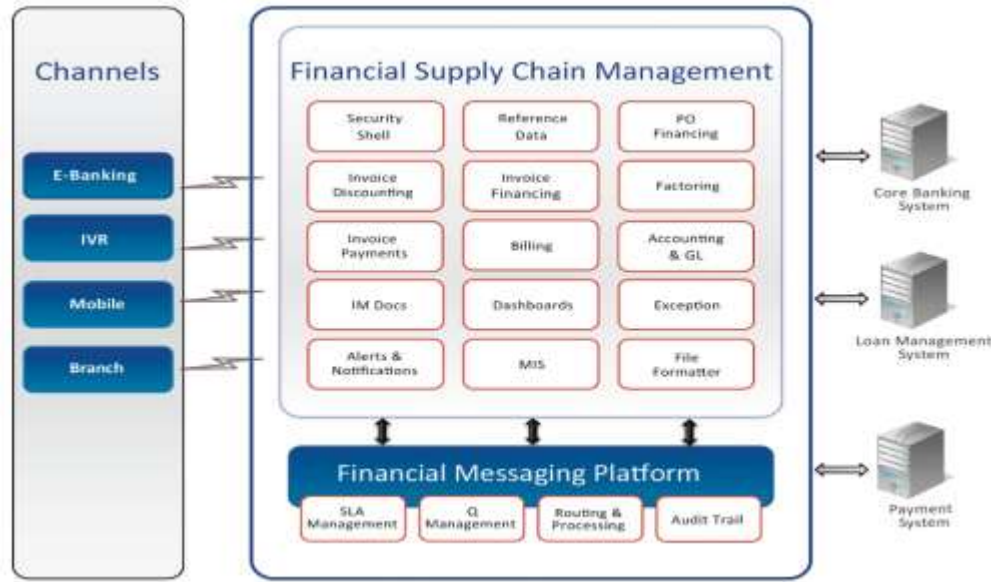 Channels
E-Banking
IVR
Mobile
Branch
Financial Supply Chain Management
Security
Shell
Reference
Data
PO
Financing
Invoice
Discounting
Invoice
Financing
Factoring
Invoice
Payments
Billing
Accounting
& GL
IM Docs
Dashboards
Exception
Alerts &
Notifications
MIS
File
Formatter
Financial Messaging Platform
SLA
Management
Q
Management
Routing &
Processing
Audit Trail
Core Banking
System
Loan Management
System
Payment
System